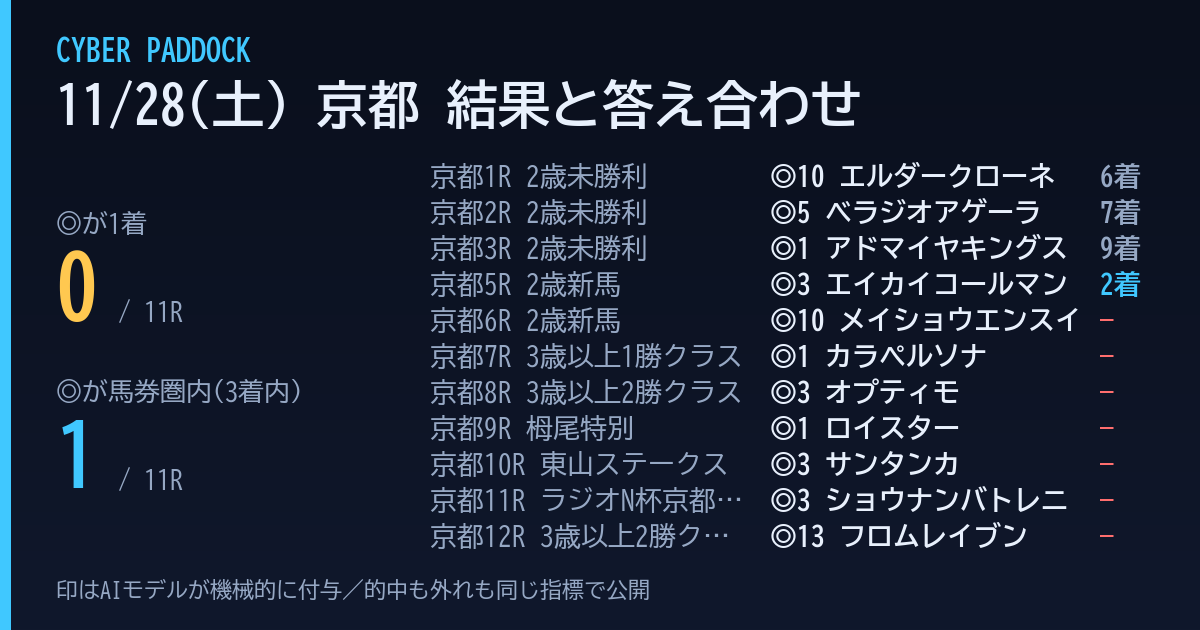 CYBER PADDOCK
11/28(土) 京都 結果と答え合わせ
◎が1着
0 / 11R
◎が馬券圏内(3着内)
1 / 11R
京都1R 2歳未勝利 ◎10 エルダークローネ 6着
京都2R 2歳未勝利 ◎5 ベラジオアゲーラ 7着
京都3R 2歳未勝利 ◎1 アドマイヤキングス 9着
京都5R 2歳新馬 ◎3 エイカイコールマン 2着
京都6R 2歳新馬 ◎10 メイショウエンスイ −
京都7R 3歳以上1勝クラス ◎1 カラペルソナ −
京都8R 3歳以上2勝クラス ◎3 オプティモ −
京都9R 栂尾特別 ◎1 ロイスター −
京都10R 東山ステークス ◎3 サンタンカ −
京都11R ラジオN杯京都… ◎3 ショウナンバトレニ −
京都12R 3歳以上2勝ク… ◎13 フロムレイブン −
印はAIモデルが機械的に付与／的中も外れも同じ指標で公開